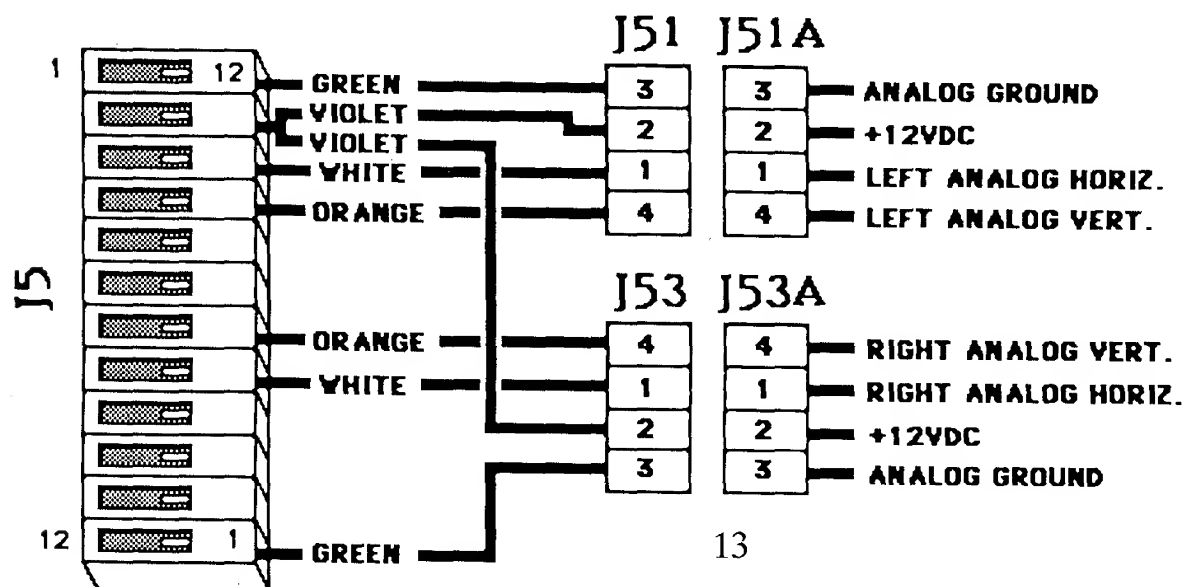 J51 J51A
1 12 GREEN 3 3 ANALOG GROUND
VIOLET 2 2 +12VDC
VIOLET
WHITE 1 1 LEFT ANALOG HORIZ.
ORANGE 4 4 LEFT ANALOG VERT.
J5
J53 J53A
ORANGE 4 4 RIGHT ANALOG VERT.
WHITE 1 1 RIGHT ANALOG HORIZ.
2 2 +12VDC
3 3 ANALOG GROUND
12 1 GREEN
13